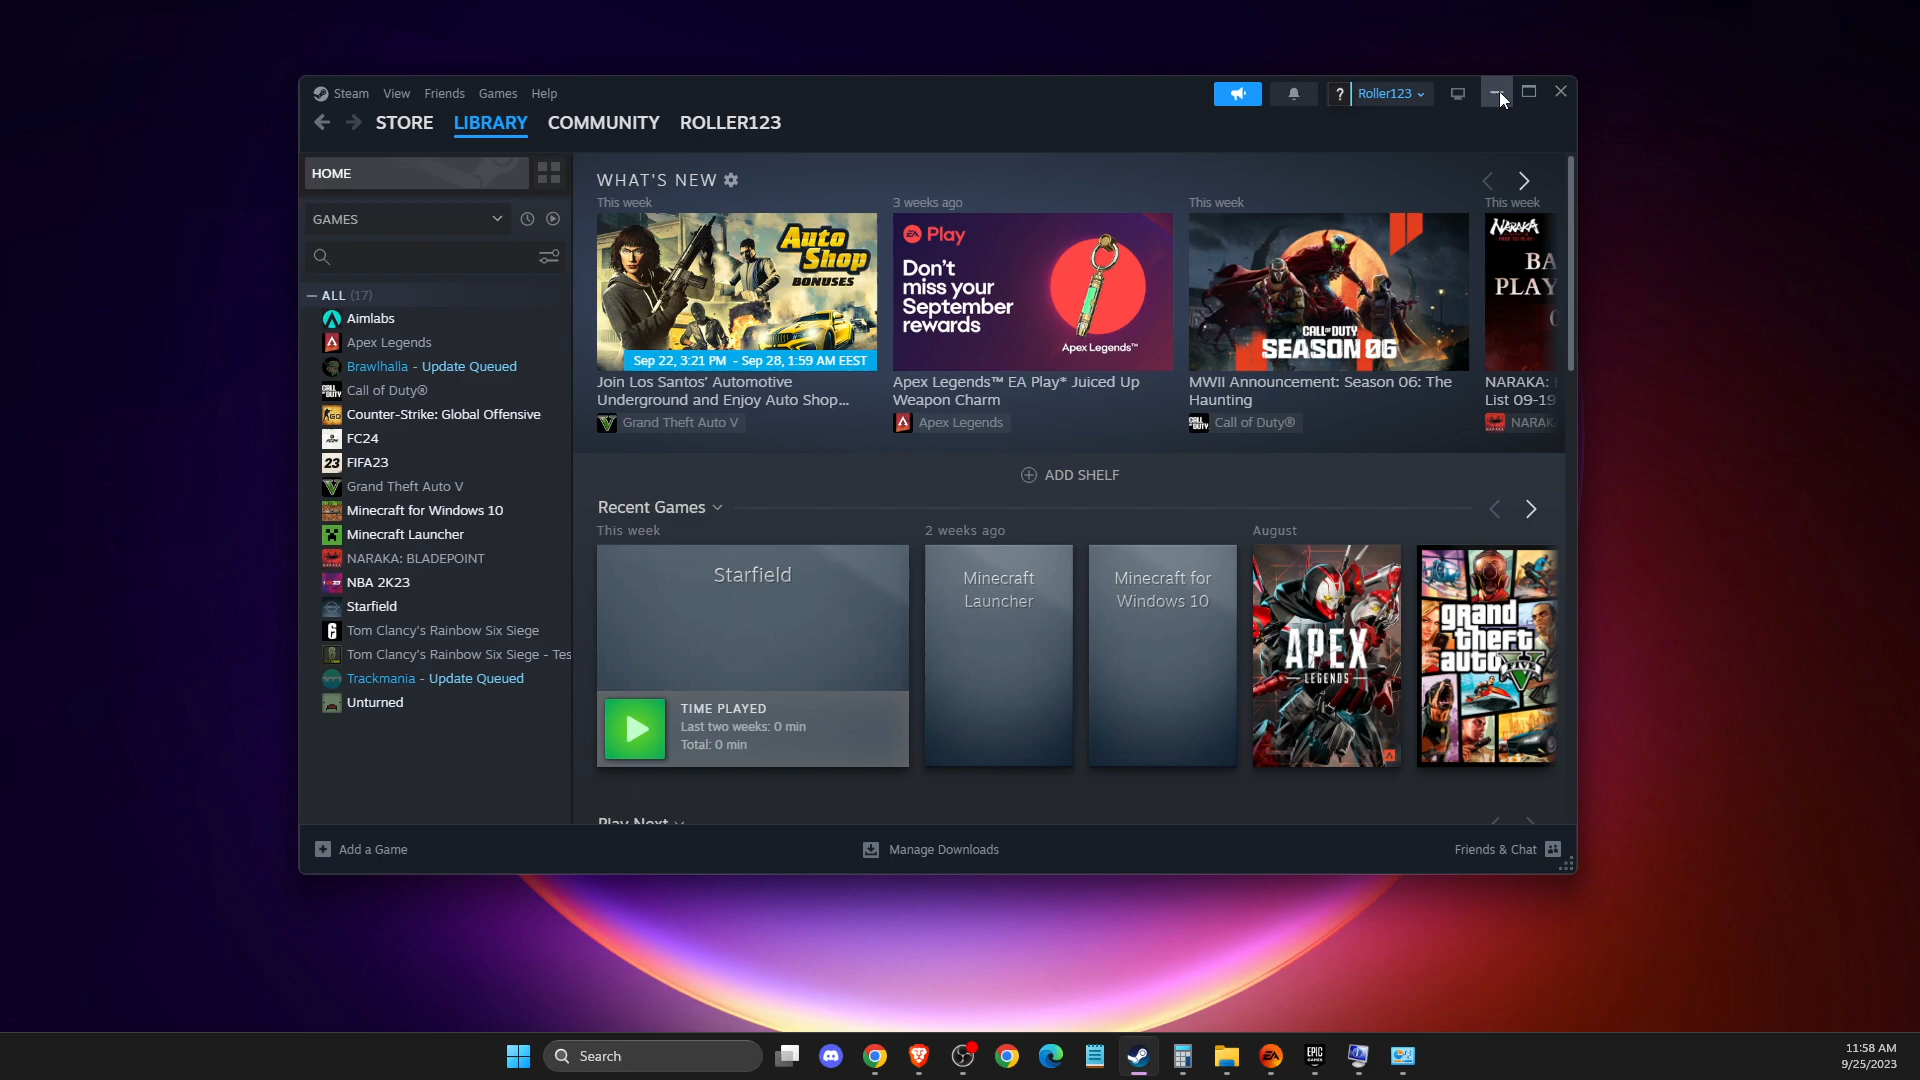 Steam View Friends Games Help
? Roller123
STORE LIBRARY COMMUNITY ROLLER123
HOME
GAMES
ALL (17)
Aimlabs
Apex Legends
Brawlhalla - Update Queued
Call of Duty®
Counter-Strike: Global Offensive
FC24
FIFA23
Grand Theft Auto V
Minecraft for Windows 10
Minecraft Launcher
NARAKA: BLADEPOINT
NBA 2K23
Starfield
Tom Clancy's Rainbow Six Siege
Tom Clancy's Rainbow Six Siege - Tes
Trackmania - Update Queued
Unturned
WHAT'S NEW
This week
Auto
Shop
BONUSES
Sep 22, 3:21 PM - Sep 28, 1:59 AM EEST
Join Los Santos' Automotive
Underground and Enjoy Auto Shop...
Grand Theft Auto V
3 weeks ago
EA Play
Don't
miss your
September
rewards
Apex Legends™
Apex Legends™ EA Play* Juiced Up
Weapon Charm
Apex Legends
This week
CALL OF DUTY
SEASON 06
MWII Announcement: Season 06: The
Haunting
Call of Duty®
This week
NARAKA
FREE TO PLAY
BA
PLAY
NARAKA:
List 09-19
NARAK
ADD SHELF
Recent Games
This week
Starfield
TIME PLAYED
Last two weeks: 0 min
Total: 0 min
2 weeks ago
Minecraft
Launcher
Minecraft for
Windows 10
August
APEX
LEGENDS
grand
theft
auto
FIVE
Play Next
Add a Game
Manage Downloads
Friends & Chat
Search
EA
EPIC
GAMES
11:58 AM
9/25/2023